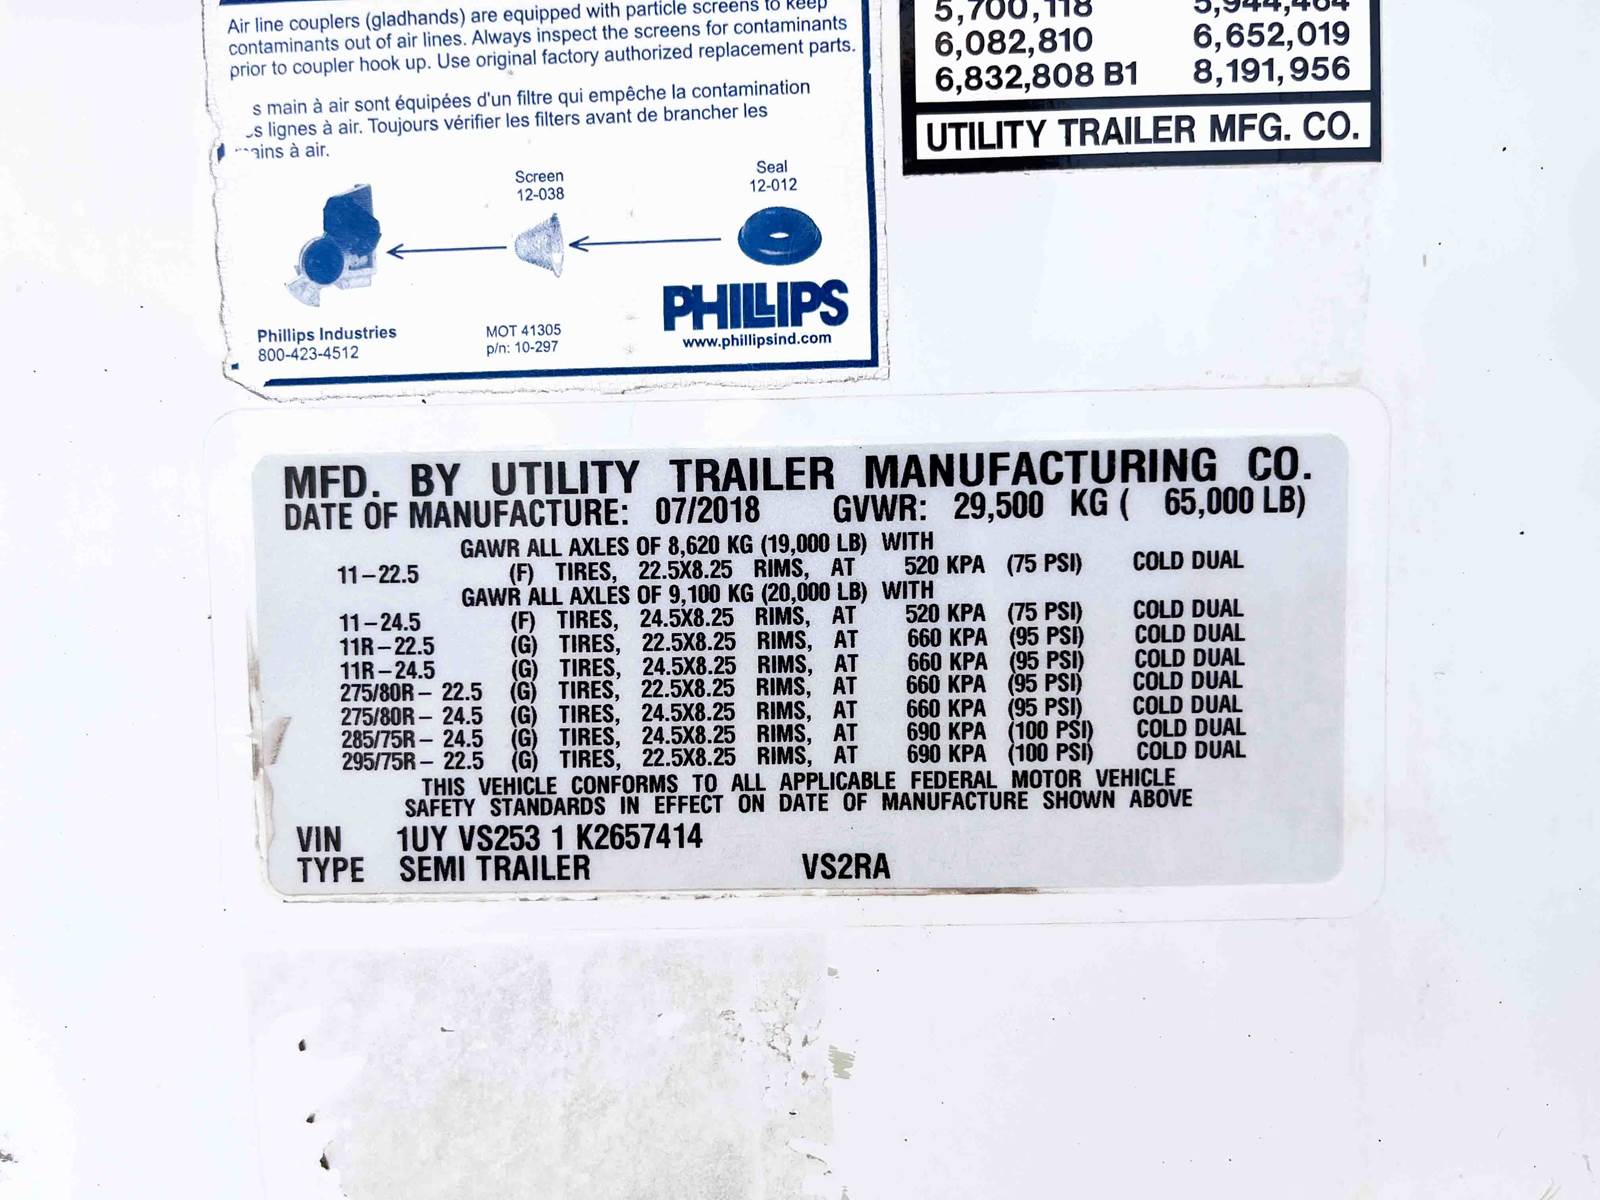 Air line couplers (gladhands) are equipped with particle screens to keep
contaminants out of air lines. Always inspect the screens for contaminants
prior to coupler hook up. Use original factory authorized replacement parts.
s main à air sont équipées d'un filtre qui empêche la contamination
s lignes à air. Toujours vérifier les filters avant de brancher les
ains à air.
Screen
12-038
Seal
12-012
Phillips Industries
800-423-4512
MOT 41305
p/n: 10-297
PHILLIPS
www.phillipsind.com
5,700,118 5,944,464
6,082,810 6,652,019
6,832,808 B1 8,191,956
UTILITY TRAILER MFG. CO.
MFD. BY UTILITY TRAILER MANUFACTURING CO.
DATE OF MANUFACTURE: 07/2018 GVWR: 29,500 KG ( 65,000 LB)
GAWR ALL AXLES OF 8,620 KG (19,000 LB) WITH
11-22.5 (F) TIRES, 22.5X8.25 RIMS, AT 520 KPA (75 PSI) COLD DUAL
GAWR ALL AXLES OF 9,100 KG (20,000 LB) WITH
11-24.5 (F) TIRES, 24.5X8.25 RIMS, AT 520 KPA (75 PSI) COLD DUAL
11R-22.5 (G) TIRES, 22.5X8.25 RIMS, AT 660 KPA (95 PSI) COLD DUAL
11R-24.5 (G) TIRES, 24.5X8.25 RIMS, AT 660 KPA (95 PSI) COLD DUAL
275/80R- 22.5 (G) TIRES, 22.5X8.25 RIMS, AT 660 KPA (95 PSI) COLD DUAL
275/80R- 24.5 (G) TIRES, 24.5X8.25 RIMS, AT 660 KPA (95 PSI) COLD DUAL
285/75R- 24.5 (G) TIRES, 24.5X8.25 RIMS, AT 690 KPA (100 PSI) COLD DUAL
295/75R- 22.5 (G) TIRES, 22.5X8.25 RIMS, AT 690 KPA (100 PSI) COLD DUAL
THIS VEHICLE CONFORMS TO ALL APPLICABLE FEDERAL MOTOR VEHICLE
SAFETY STANDARDS IN EFFECT ON DATE OF MANUFACTURE SHOWN ABOVE
VIN 1UY VS253 1 K2657414
TYPE SEMI TRAILER VS2RA